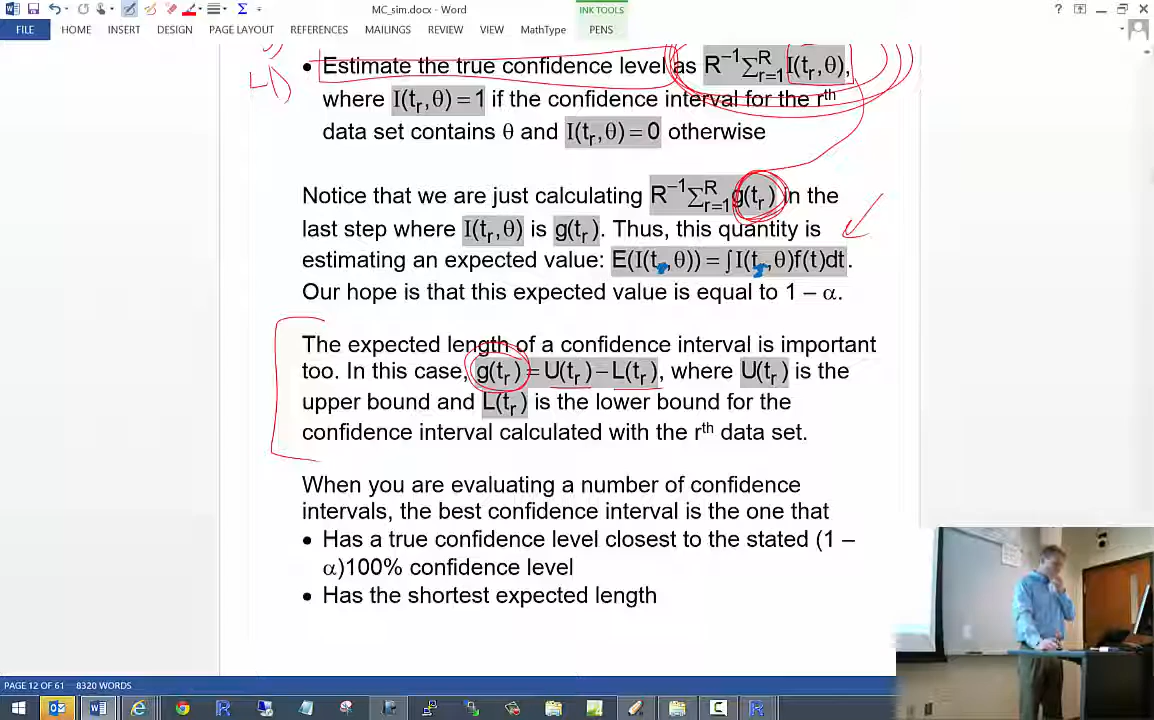 MC_sim.docx - Word
INK TOOLS
FILE HOME INSERT DESIGN PAGE LAYOUT REFERENCES MAILINGS REVIEW VIEW MathType PENS
• Estimate the true confidence level as R⁻¹∑ᴿᵣ₌₁I(tᵣ,θ),
where I(tᵣ,θ) = 1 if the confidence interval for the rᵗʰ
data set contains θ and I(tᵣ,θ) = 0 otherwise
Notice that we are just calculating R⁻¹∑ᴿᵣ₌₁g(tᵣ) in the
last step where I(tᵣ,θ) is g(tᵣ). Thus, this quantity is
estimating an expected value: E(I(t,θ)) = ∫I(t,θ)f(t)dt.
Our hope is that this expected value is equal to 1 – α.
The expected length of a confidence interval is important
too. In this case, g(tᵣ) = U(tᵣ) – L(tᵣ), where U(tᵣ) is the
upper bound and L(tᵣ) is the lower bound for the
confidence interval calculated with the rᵗʰ data set.
When you are evaluating a number of confidence
intervals, the best confidence interval is the one that
• Has a true confidence level closest to the stated (1 –
α)100% confidence level
• Has the shortest expected length
PAGE 12 OF 61 8320 WORDS